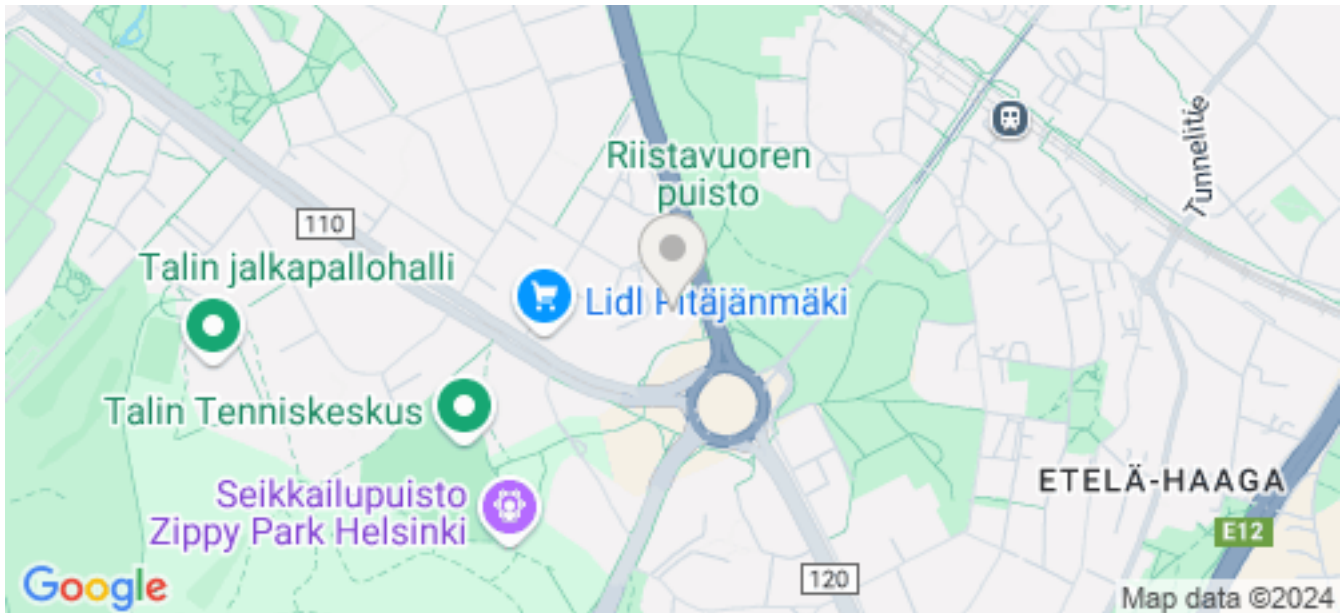 Tunnelitie
Riistavuoren
puisto
110
Talin jalkapallohalli
Lidl Pitäjänmäki
Talin Tenniskeskus
ETELÄ-HAAGA
Seikkailupuisto
Zippy Park Helsinki
E12
120
Google
Map data ©2024